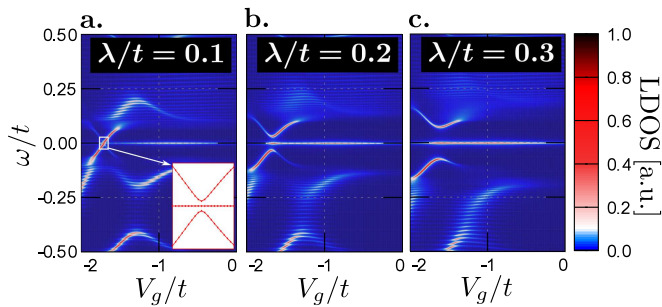 a. b. c.
λ/t = 0.1 λ/t = 0.2 λ/t = 0.3
0.50 1.0
0.25 0.8
ω/t 0.00 0.6 LDOS [a.u.]
0.4
-0.25 0.2
-0.50 0.0
-2 -1 0 -2 -1 0 -2 -1 0
V_g/t V_g/t V_g/t